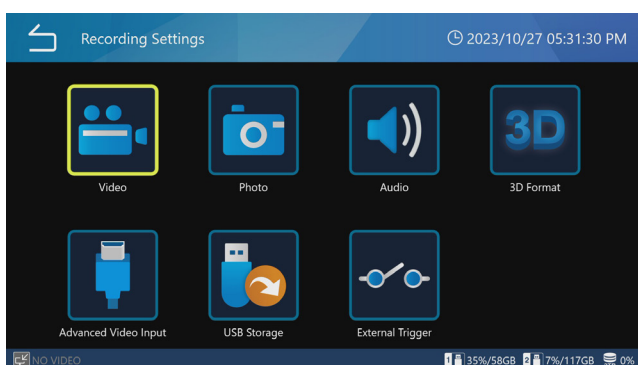 Recording Settings 2023/10/27 05:31:30 PM
3D
Video Photo Audio 3D Format
Advanced Video Input USB Storage External Trigger
NO VIDEO 1 35%/58GB 2 7%/117GB 0%